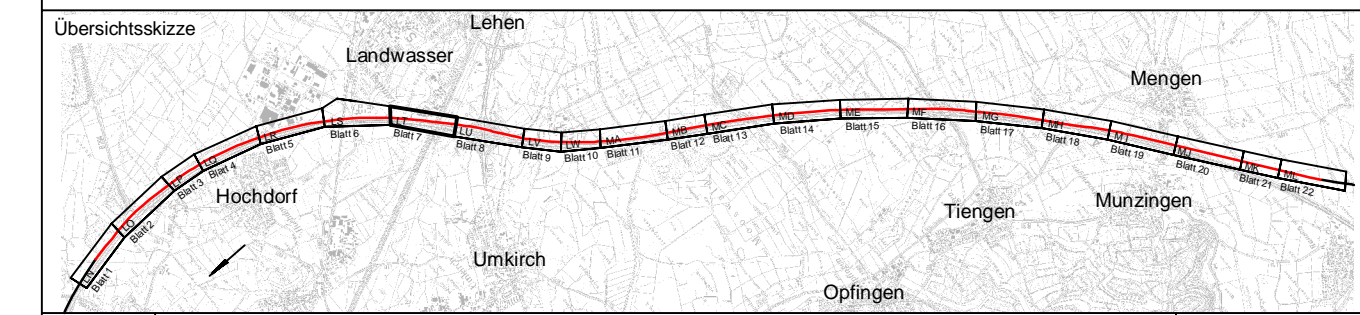 Übersichtsskizze
Lehen
Landwasser
Mengen
Hochdorf
Umkirch
Tiengen
Munzingen
Opfingen
LN
Blatt 1
LO
Blatt 2
LP
Blatt 3
LQ
Blatt 4
LR
Blatt 5
LS
Blatt 6
LT
Blatt 7
LU
Blatt 8
LV
Blatt 9
LW
Blatt 10
MA
Blatt 11
MB
Blatt 12
MC
Blatt 13
MD
Blatt 14
ME
Blatt 15
MF
Blatt 16
MG
Blatt 17
MH
Blatt 18
MI
Blatt 19
MJ
Blatt 20
MK
Blatt 21
ML
Blatt 22